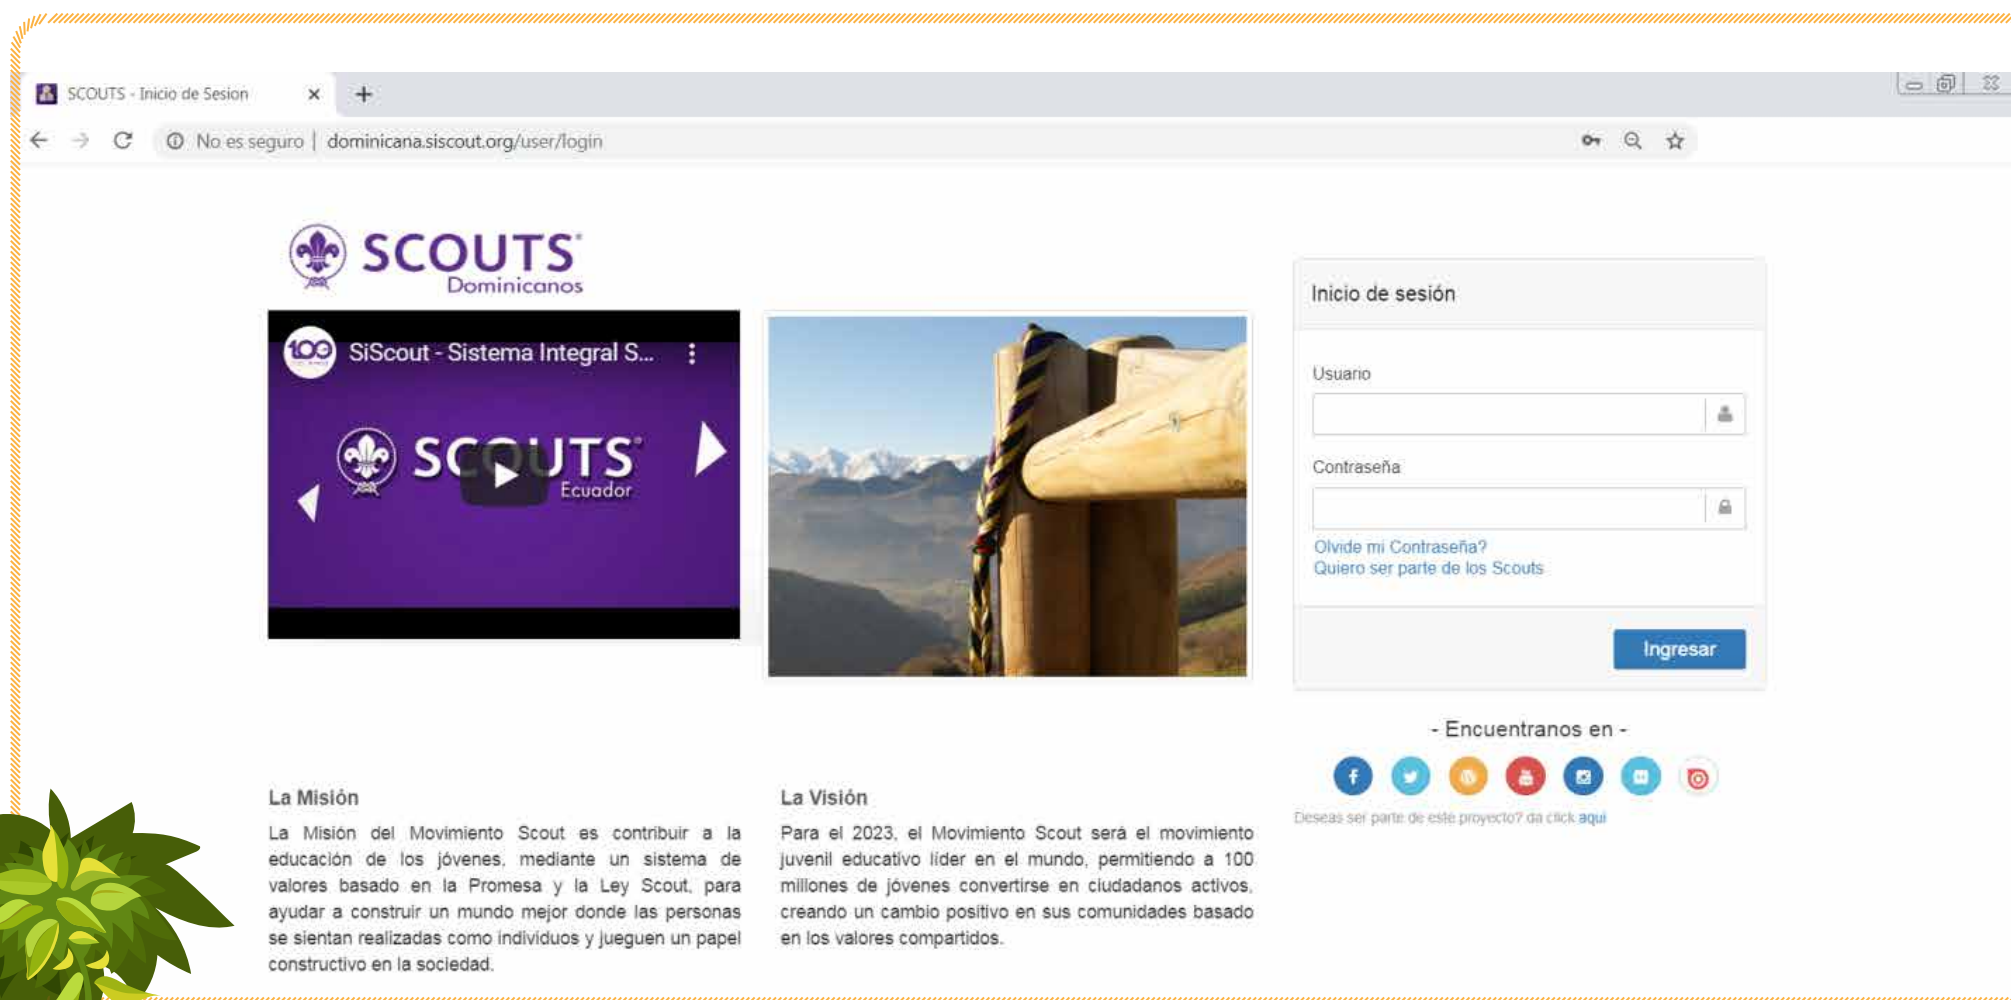 SCOUTS - Inicio de Sesion
No es seguro | dominicana.siscout.org/user/login
SCOUTS
Dominicanos
100
SiScout - Sistema Integral S...
SCOUTS
Ecuador
Inicio de sesión
Usuario
Contraseña
Olvide mi Contraseña?
Quiero ser parte de los Scouts
Ingresar
- Encuentranos en -
Deseas ser parte de este proyecto? da click aqui
La Misión
La Misión del Movimiento Scout es contribuir a la
educación de los jóvenes, mediante un sistema de
valores basado en la Promesa y la Ley Scout, para
ayudar a construir un mundo mejor donde las personas
se sientan realizadas como individuos y jueguen un papel
constructivo en la sociedad.
La Visión
Para el 2023, el Movimiento Scout será el movimiento
juvenil educativo líder en el mundo, permitiendo a 100
millones de jóvenes convertirse en ciudadanos activos,
creando un cambio positivo en sus comunidades basado
en los valores compartidos.